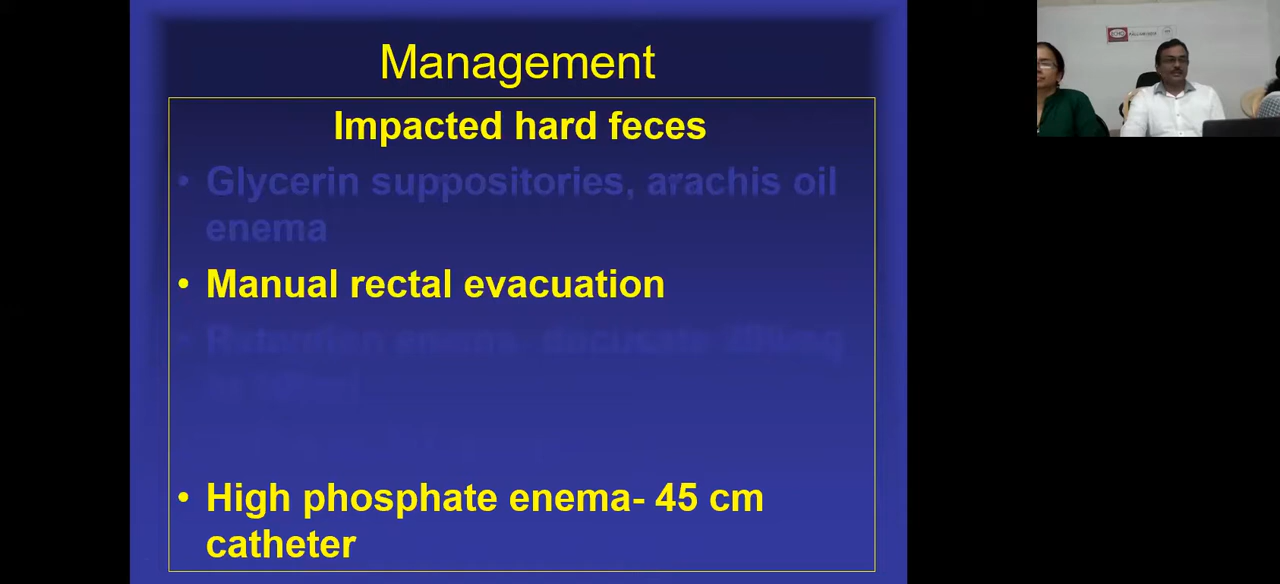 Management
Impacted hard feces
• Glycerin suppositories, arachis oil
enema
• Manual rectal evacuation
• High phosphate enema- 45 cm
catheter